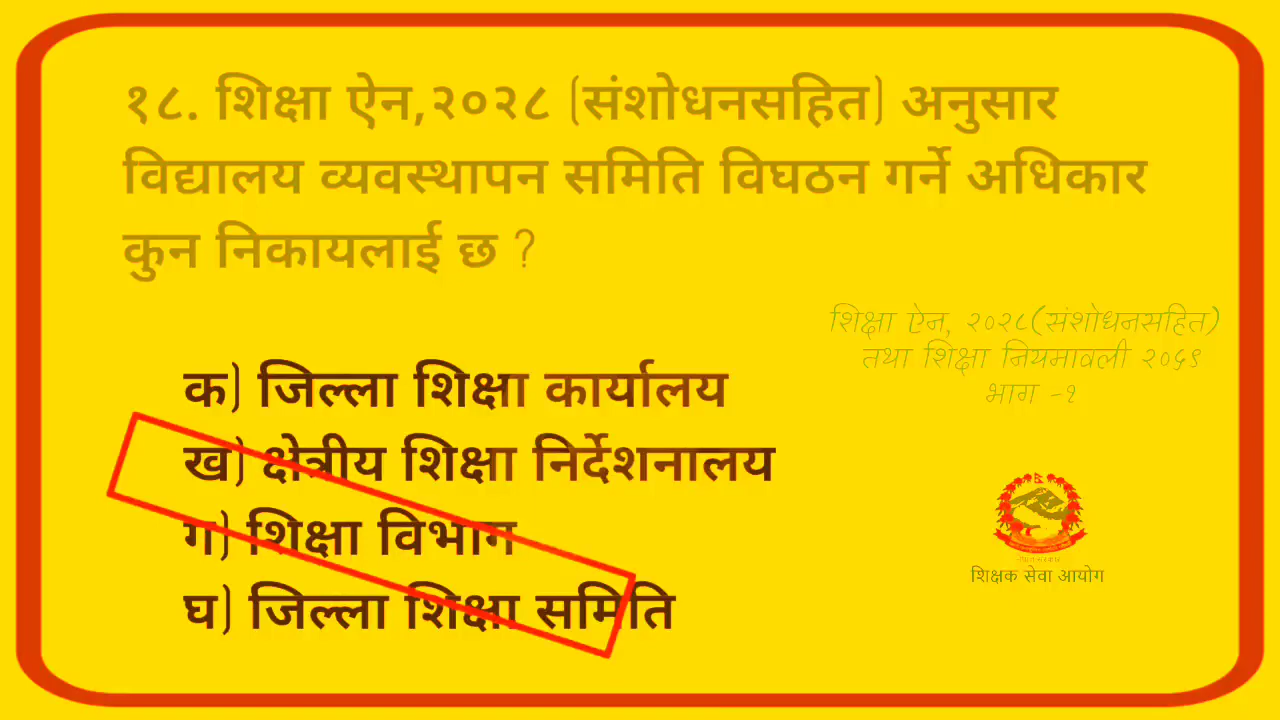 १८. शिक्षा ऐन,२०२८ (संशोधनसहित) अनुसार
विद्यालय व्यवस्थापन समिति विघठन गर्ने अधिकार
कुन निकायलाई छ ?
शिक्षा ऐन, २०२८(संशोधनसहित)
तथा शिक्षा नियमावली २०५९
भाग -१
क) जिल्ला शिक्षा कार्यालय
ख) क्षेत्रीय शिक्षा निर्देशनालय
ग) शिक्षा विभाग
घ) जिल्ला शिक्षा समिति
शिक्षक सेवा आयोग